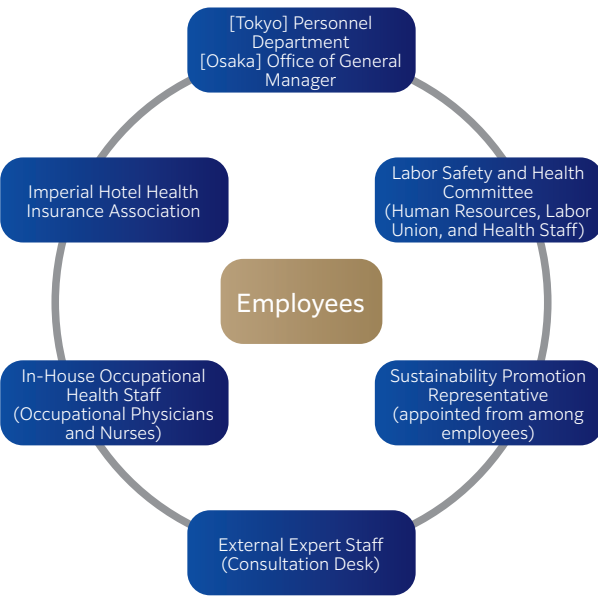 [Tokyo] Personnel
Department
[Osaka] Office of General
Manager
Imperial Hotel Health
Insurance Association
Labor Safety and Health
Committee
(Human Resources, Labor
Union, and Health Staff)
Employees
In-House Occupational
Health Staff
(Occupational Physicians
and Nurses)
Sustainability Promotion
Representative
(appointed from among
employees)
External Expert Staff
(Consultation Desk)